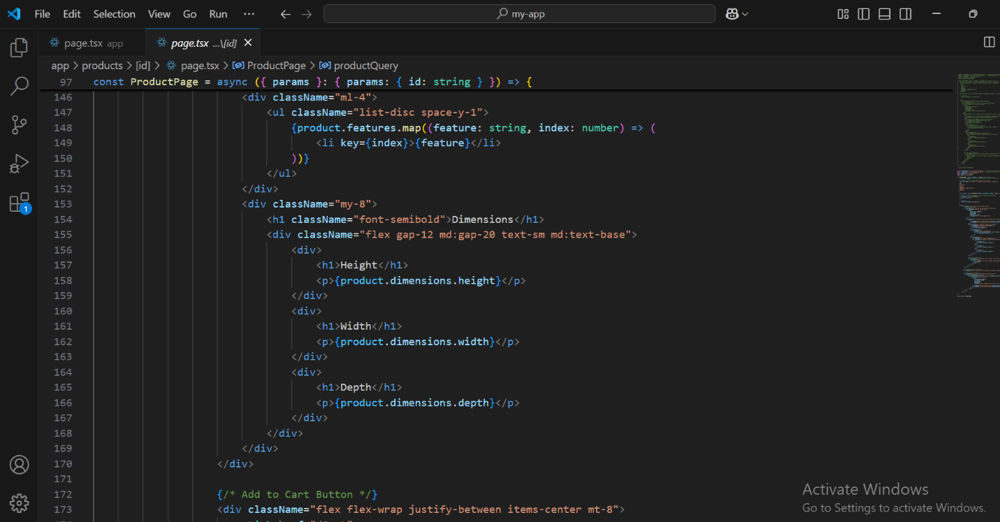 File Edit Selection View Go Run ··· my-app
page.tsx app page.tsx ...\[id]
app > products > [id] > page.tsx > ProductPage > productQuery
97 const ProductPage = async ({ params }: { params: { id: string } }) => {
146 <div className="ml-4">
147 <ul className="list-disc space-y-1">
148 {product.features.map((feature: string, index: number) => (
149 <li key={index}>{feature}</li>
150 ))}
151 </ul>
152 </div>
153 <div className="my-8">
154 <h1 className="font-semibold">Dimensions</h1>
155 <div className="flex gap-12 md:gap-20 text-sm md:text-base">
156 <div>
157 <h1>Height</h1>
158 <p>{product.dimensions.height}</p>
159 </div>
160 <div>
161 <h1>Width</h1>
162 <p>{product.dimensions.width}</p>
163 </div>
164 <div>
165 <h1>Depth</h1>
166 <p>{product.dimensions.depth}</p>
167 </div>
168 </div>
169 </div>
170 </div>
171
172 {/* Add to Cart Button */}
173 <div className="flex flex-wrap justify-between items-center mt-8">
1
Activate Windows
Go to Settings to activate Windows.